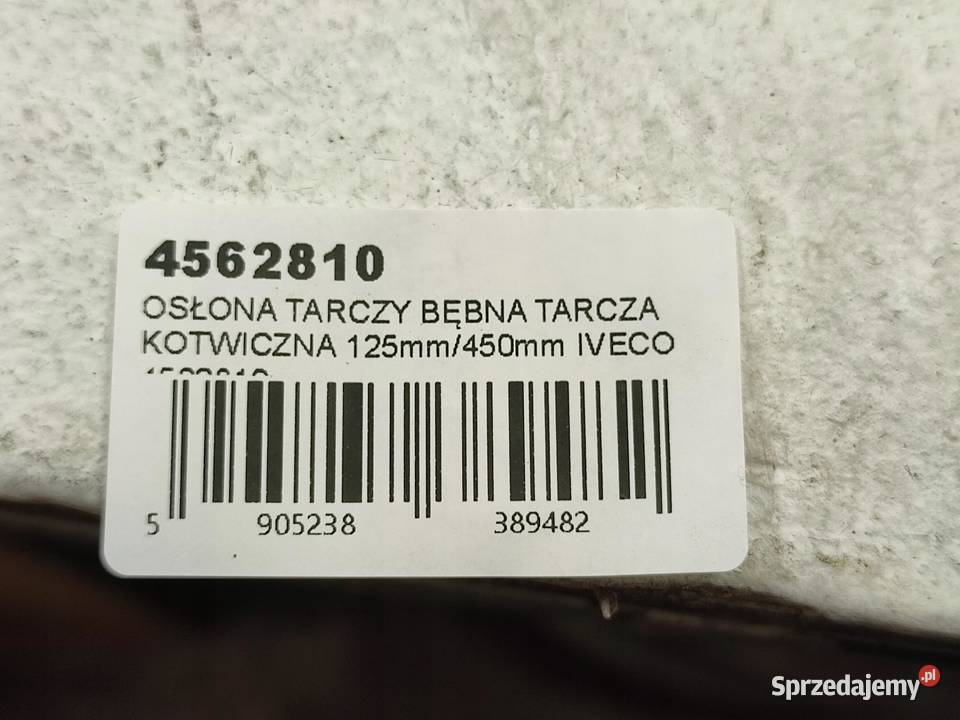 4562810
OSŁONA TARCZY BĘBNA TARCZA
KOTWICZNA 125mm/450mm IVECO
5 905238 389482
Sprzedajemy.pl